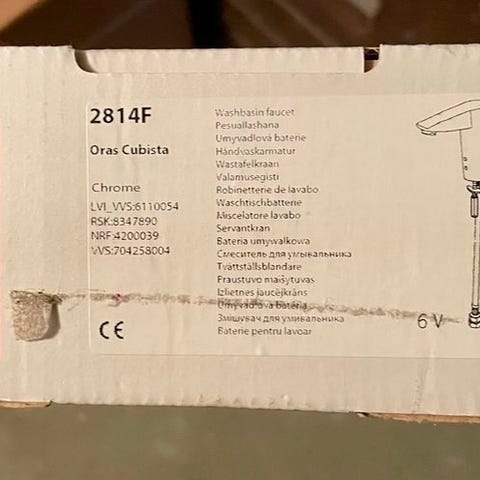 2814F
Oras Cubista
Chrome
LVI_VVS:6110054
RSK:8347890
NRF:4200039
VVS:704258004
CE
Washbasin faucet
Pesuallashana
Umyvadlová baterie
Håndvaskarmatur
Wastafelkraan
Valamusegisti
Robinetterie de lavabo
Waschtischbatterie
Miscelatore lavabo
Servantkran
Bateria umywalkowa
Смеситель для умывальника
Tvättställsblandare
Praustuvo maišytuvas
Izlietnes jaucējkrāns
Umývadlová batéria
Змішувач для умивальника
Baterie pentru lavoar
6 V